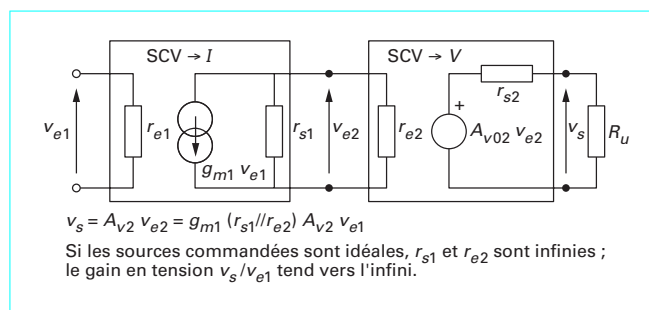 SCV → I
SCV → V
v_e1
r_e1
g_m1 v_e1
r_s1
v_e2
r_e2
+
A_v02 v_e2
r_s2
v_s
R_u
v_s = A_v2 v_e2 = g_m1 (r_s1//r_e2) A_v2 v_e1
Si les sources commandées sont idéales, r_s1 et r_e2 sont infinies ;
le gain en tension v_s/v_e1 tend vers l'infini.